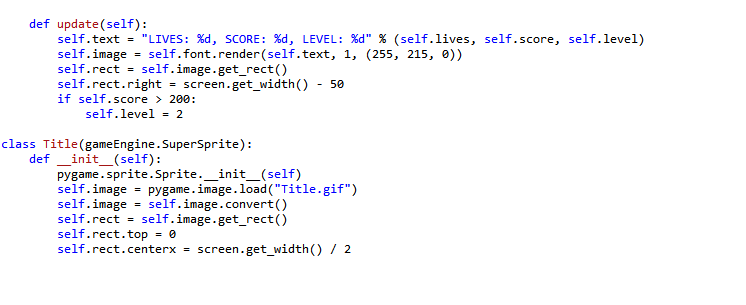 def update(self):
        self.text = "LIVES: %d, SCORE: %d, LEVEL: %d" % (self.lives, self.score, self.level)
        self.image = self.font.render(self.text, 1, (255, 215, 0))
        self.rect = self.image.get_rect()
        self.rect.right = screen.get_width() - 50
        if self.score > 200:
            self.level = 2
class Title(gameEngine.SuperSprite):
    def __init__(self):
        pygame.sprite.Sprite.__init__(self)
        self.image = pygame.image.load("Title.gif")
        self.image = self.image.convert()
        self.rect = self.image.get_rect()
        self.rect.top = 0
        self.rect.centerx = screen.get_width() / 2